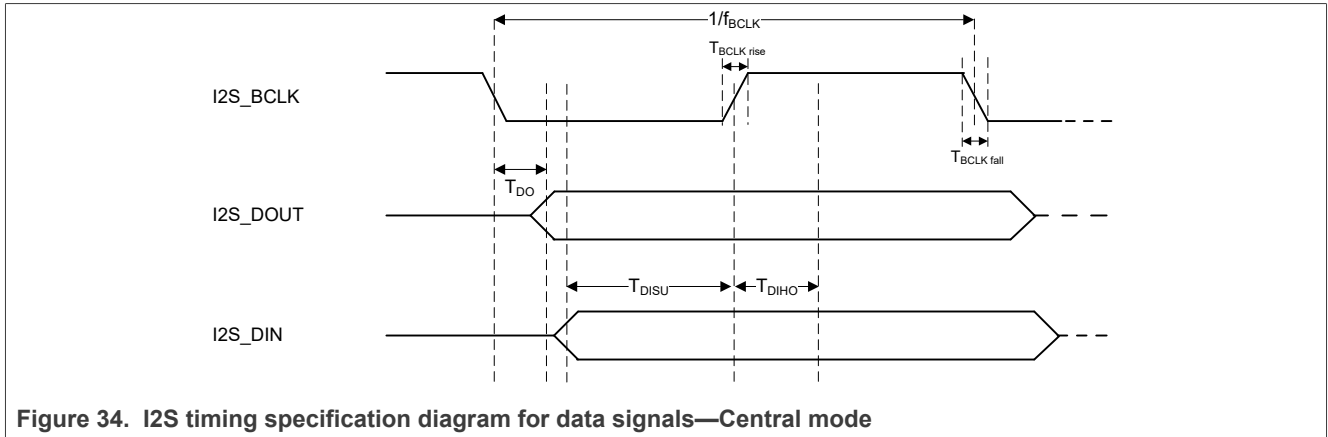 1/fBCLK
TBCLK rise
I2S_BCLK
TBCLK fall
TDO
I2S_DOUT
TDISU
TDIHO
I2S_DIN
Figure 34. I2S timing specification diagram for data signals—Central mode